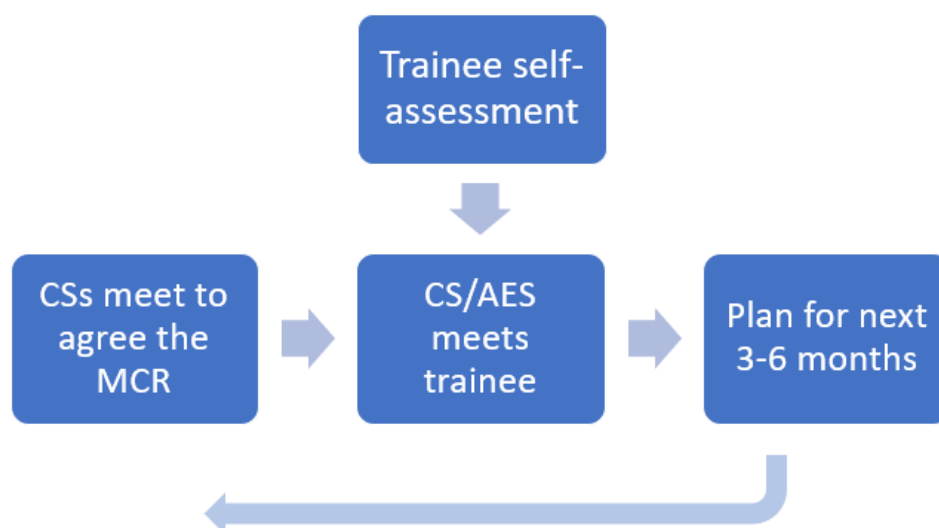 Trainee self-
assessment
CSs meet to
agree the
MCR
CS/AES
meets
trainee
Plan for next
3-6 months